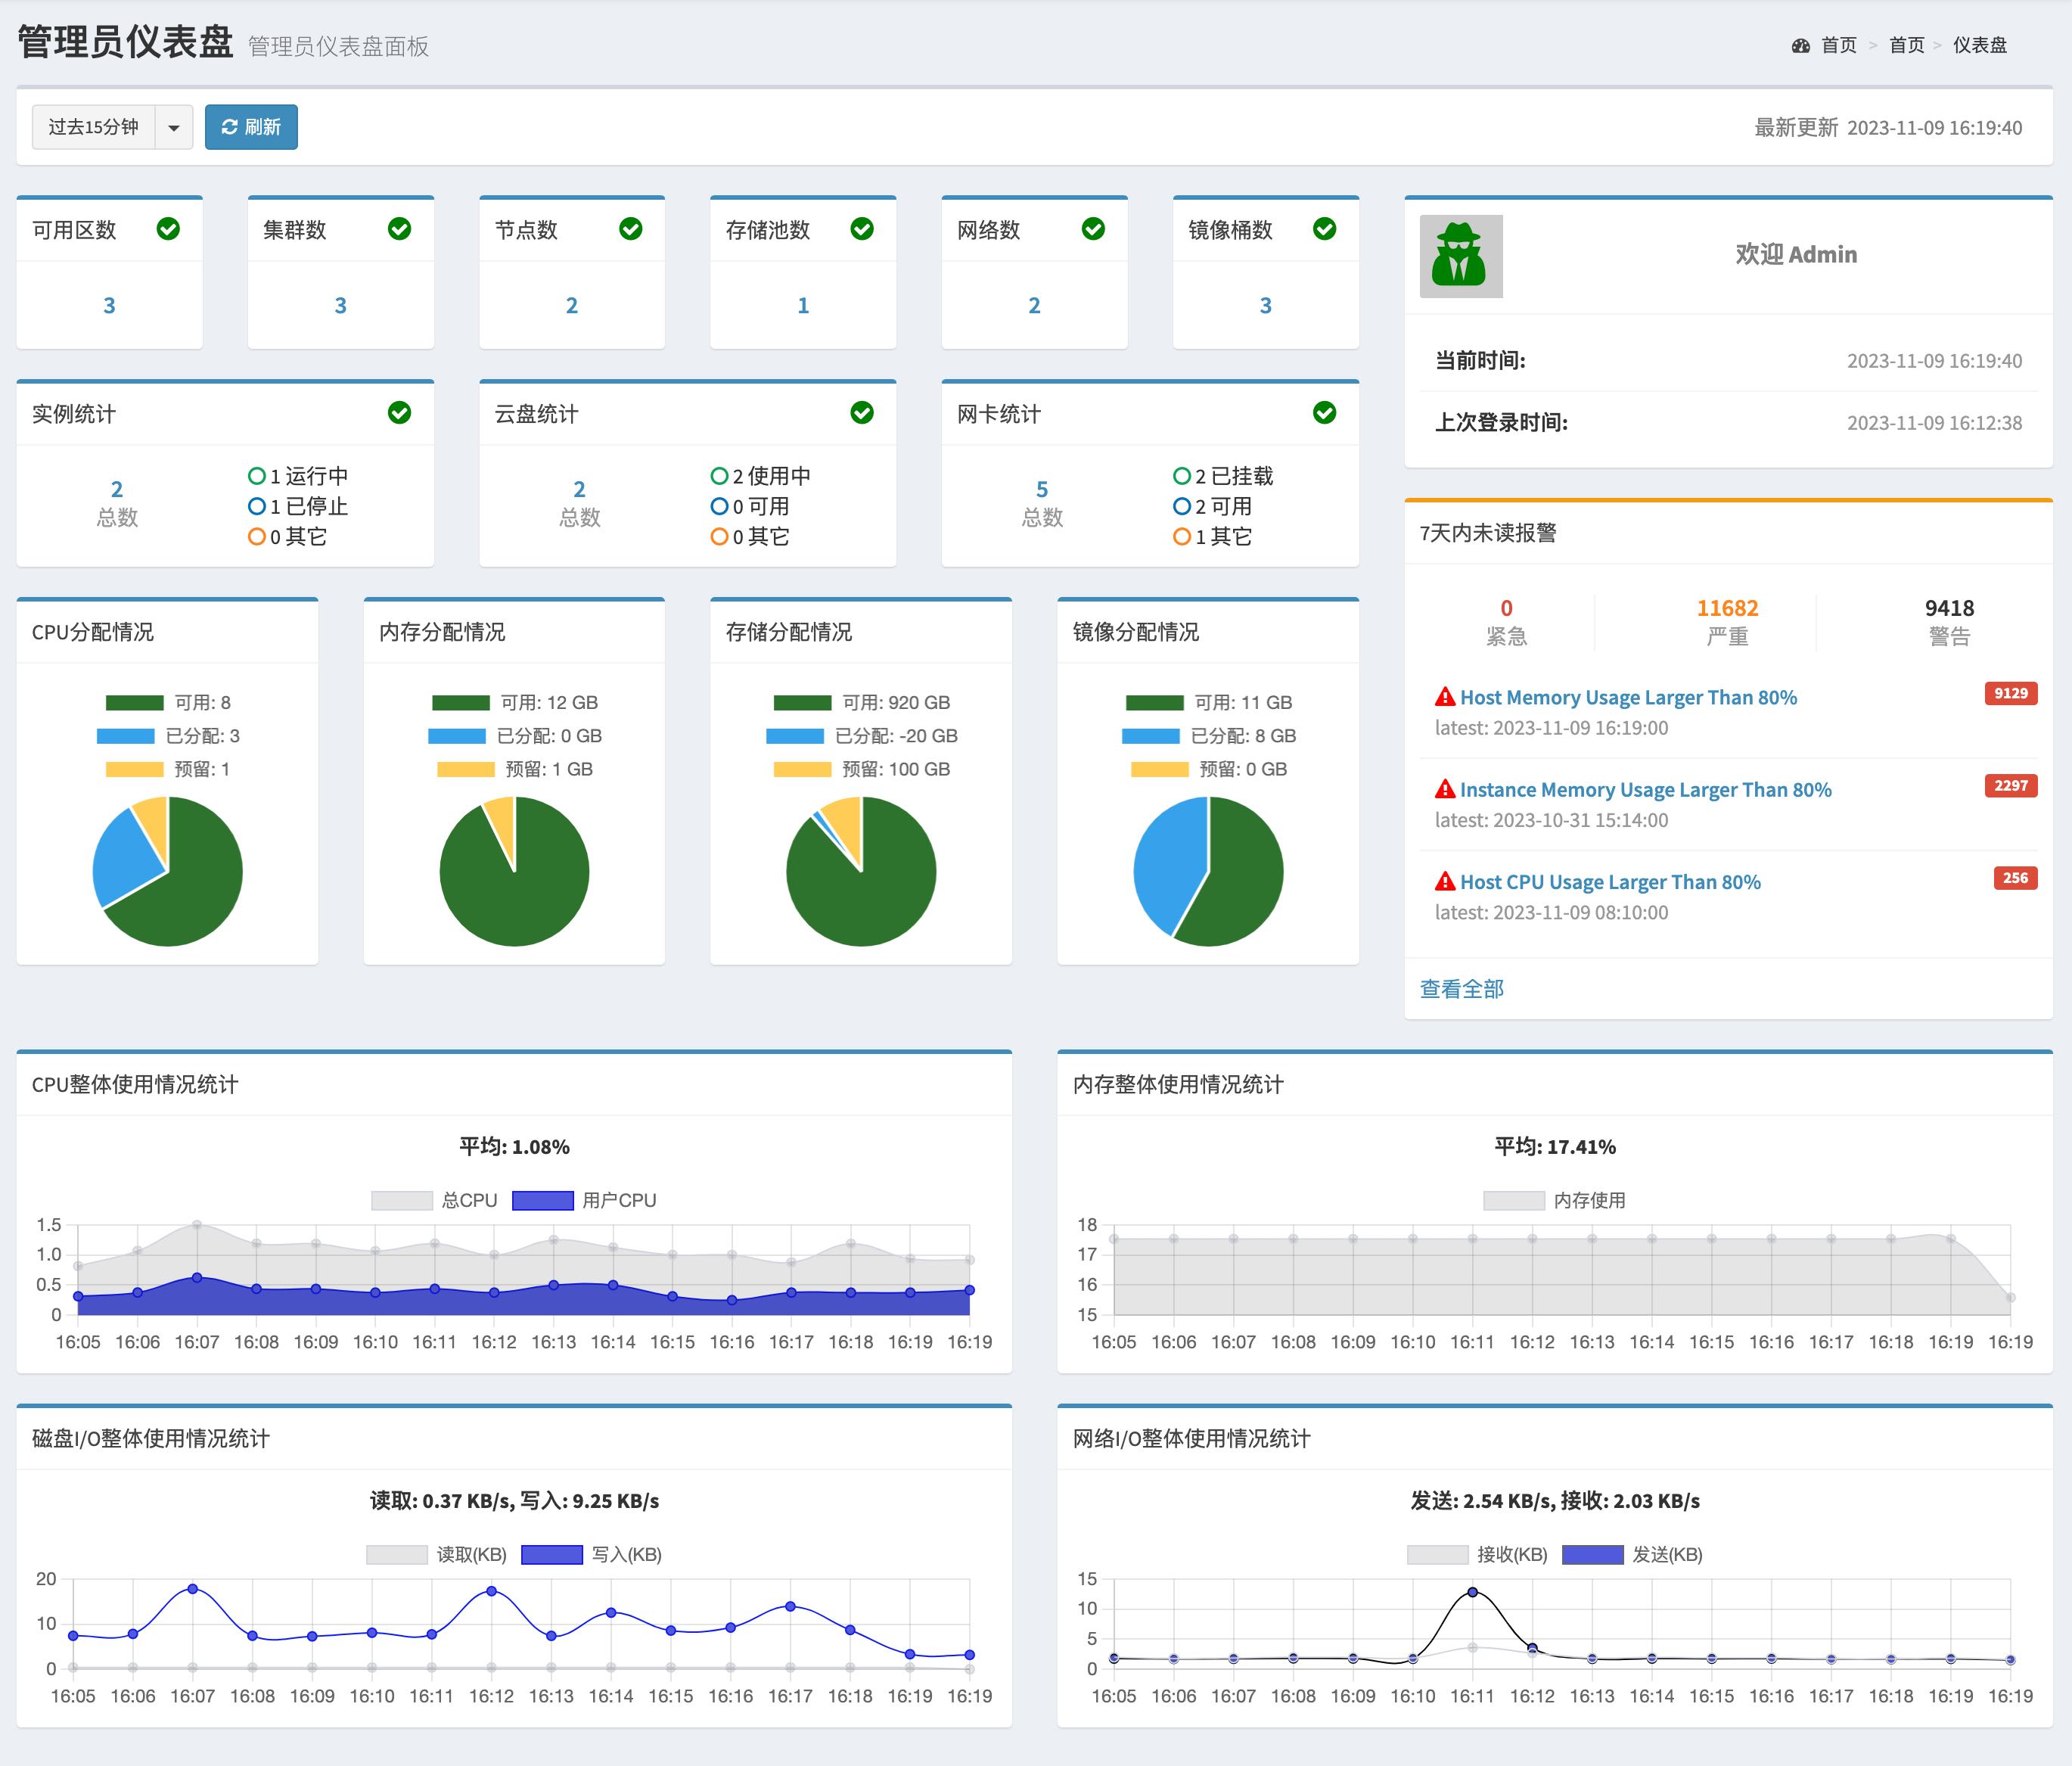 管理员仪表盘 管理员仪表盘面板
首页 > 首页 > 仪表盘
过去15分钟
刷新
最新更新 2023-11-09 16:19:40
可用区数
3
集群数
3
节点数
2
存储池数
1
网络数
2
镜像桶数
3
欢迎 Admin
当前时间: 2023-11-09 16:19:40
上次登录时间: 2023-11-09 16:12:38
实例统计
2
总数
1 运行中
1 已停止
0 其它
云盘统计
2
总数
2 使用中
0 可用
0 其它
网卡统计
5
总数
2 已挂载
2 可用
1 其它
7天内未读报警
0
紧急
11682
严重
9418
警告
Host Memory Usage Larger Than 80% 9129
latest: 2023-11-09 16:19:00
Instance Memory Usage Larger Than 80% 2297
latest: 2023-10-31 15:14:00
Host CPU Usage Larger Than 80% 256
latest: 2023-11-09 08:10:00
查看全部
CPU分配情况
可用: 8
已分配: 3
预留: 1
内存分配情况
可用: 12 GB
已分配: 0 GB
预留: 1 GB
存储分配情况
可用: 920 GB
已分配: -20 GB
预留: 100 GB
镜像分配情况
可用: 11 GB
已分配: 8 GB
预留: 0 GB
CPU整体使用情况统计
平均: 1.08%
总CPU 用户CPU
1.5
1.0
0.5
0
16:05 16:06 16:07 16:08 16:09 16:10 16:11 16:12 16:13 16:14 16:15 16:16 16:17 16:18 16:19 16:19
内存整体使用情况统计
平均: 17.41%
内存使用
18
17
16
15
16:05 16:06 16:07 16:08 16:09 16:10 16:11 16:12 16:13 16:14 16:15 16:16 16:17 16:18 16:19 16:19
磁盘I/O整体使用情况统计
读取: 0.37 KB/s, 写入: 9.25 KB/s
读取(KB) 写入(KB)
20
10
0
16:05 16:06 16:07 16:08 16:09 16:10 16:11 16:12 16:13 16:14 16:15 16:16 16:17 16:18 16:19 16:19
网络I/O整体使用情况统计
发送: 2.54 KB/s, 接收: 2.03 KB/s
接收(KB) 发送(KB)
15
10
5
0
16:05 16:06 16:07 16:08 16:09 16:10 16:11 16:12 16:13 16:14 16:15 16:16 16:17 16:18 16:19 16:19